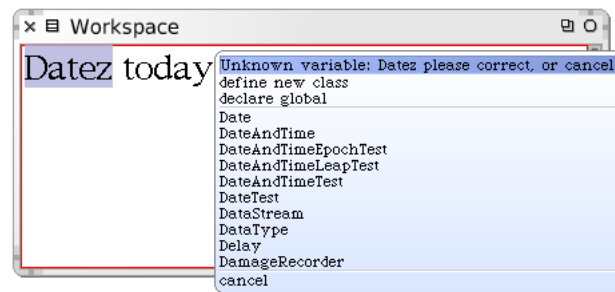 Workspace
Datez today
Unknown variable: Datez please correct, or cancel
define new class
declare global
Date
DateAndTime
DateAndTimeEpochTest
DateAndTimeLeapTest
DateAndTimeTest
DateTest
DataStream
DataType
Delay
DamageRecorder
cancel